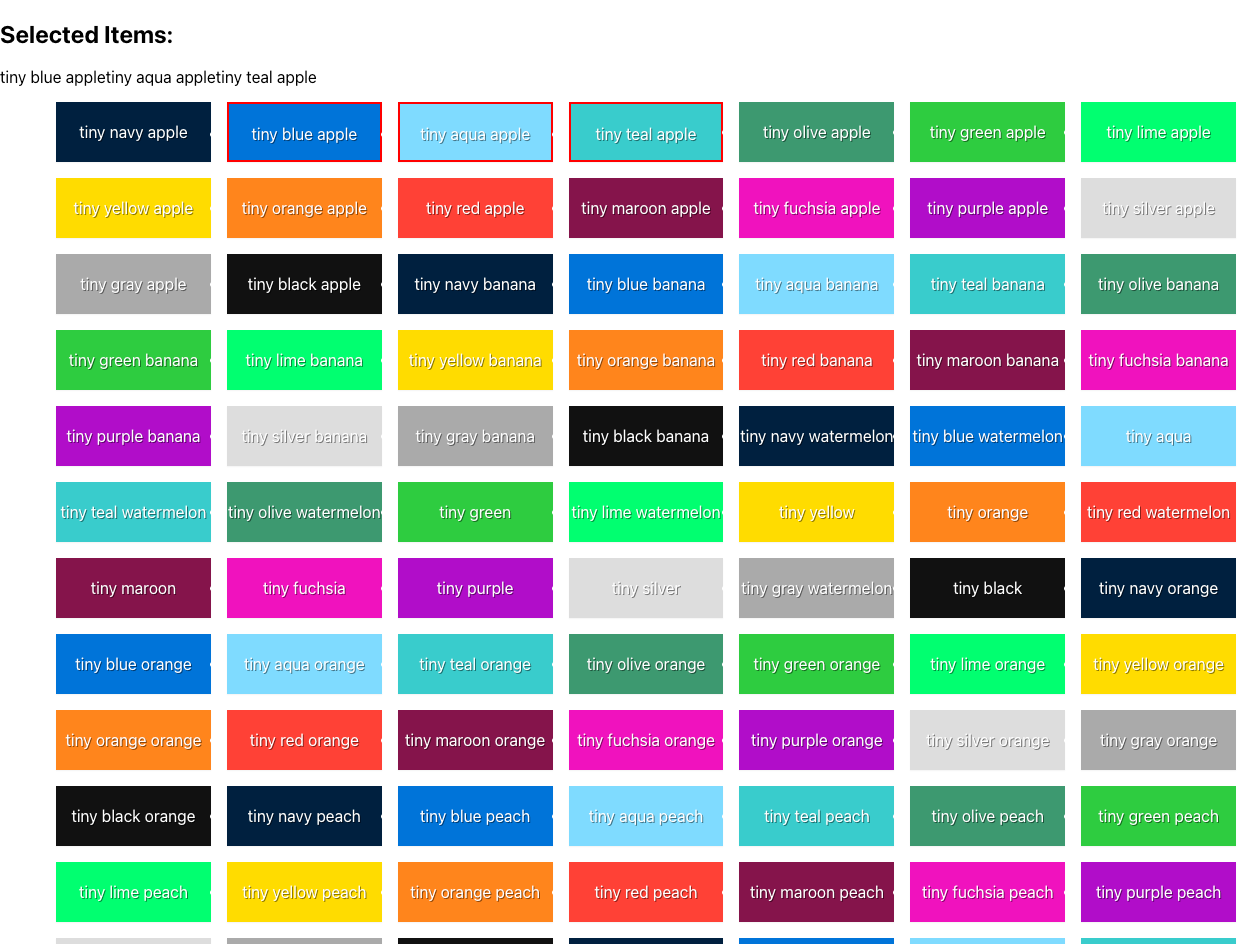 Selected Items:
tiny blue appletiny aqua appletiny teal apple
tiny navy apple tiny blue apple tiny aqua apple tiny teal apple tiny olive apple tiny green apple tiny lime apple
tiny yellow apple tiny orange apple tiny red apple tiny maroon apple tiny fuchsia apple tiny purple apple tiny silver apple
tiny gray apple tiny black apple tiny navy banana tiny blue banana tiny aqua banana tiny teal banana tiny olive banana
tiny green banana tiny lime banana tiny yellow banana tiny orange banana tiny red banana tiny maroon banana tiny fuchsia banana
tiny purple banana tiny silver banana tiny gray banana tiny black banana tiny navy watermelon tiny blue watermelon tiny aqua
tiny teal watermelon tiny olive watermelon tiny green tiny lime watermelon tiny yellow tiny orange tiny red watermelon
tiny maroon tiny fuchsia tiny purple tiny silver tiny gray watermelon tiny black tiny navy orange
tiny blue orange tiny aqua orange tiny teal orange tiny olive orange tiny green orange tiny lime orange tiny yellow orange
tiny orange orange tiny red orange tiny maroon orange tiny fuchsia orange tiny purple orange tiny silver orange tiny gray orange
tiny black orange tiny navy peach tiny blue peach tiny aqua peach tiny teal peach tiny olive peach tiny green peach
tiny lime peach tiny yellow peach tiny orange peach tiny red peach tiny maroon peach tiny fuchsia peach tiny purple peach